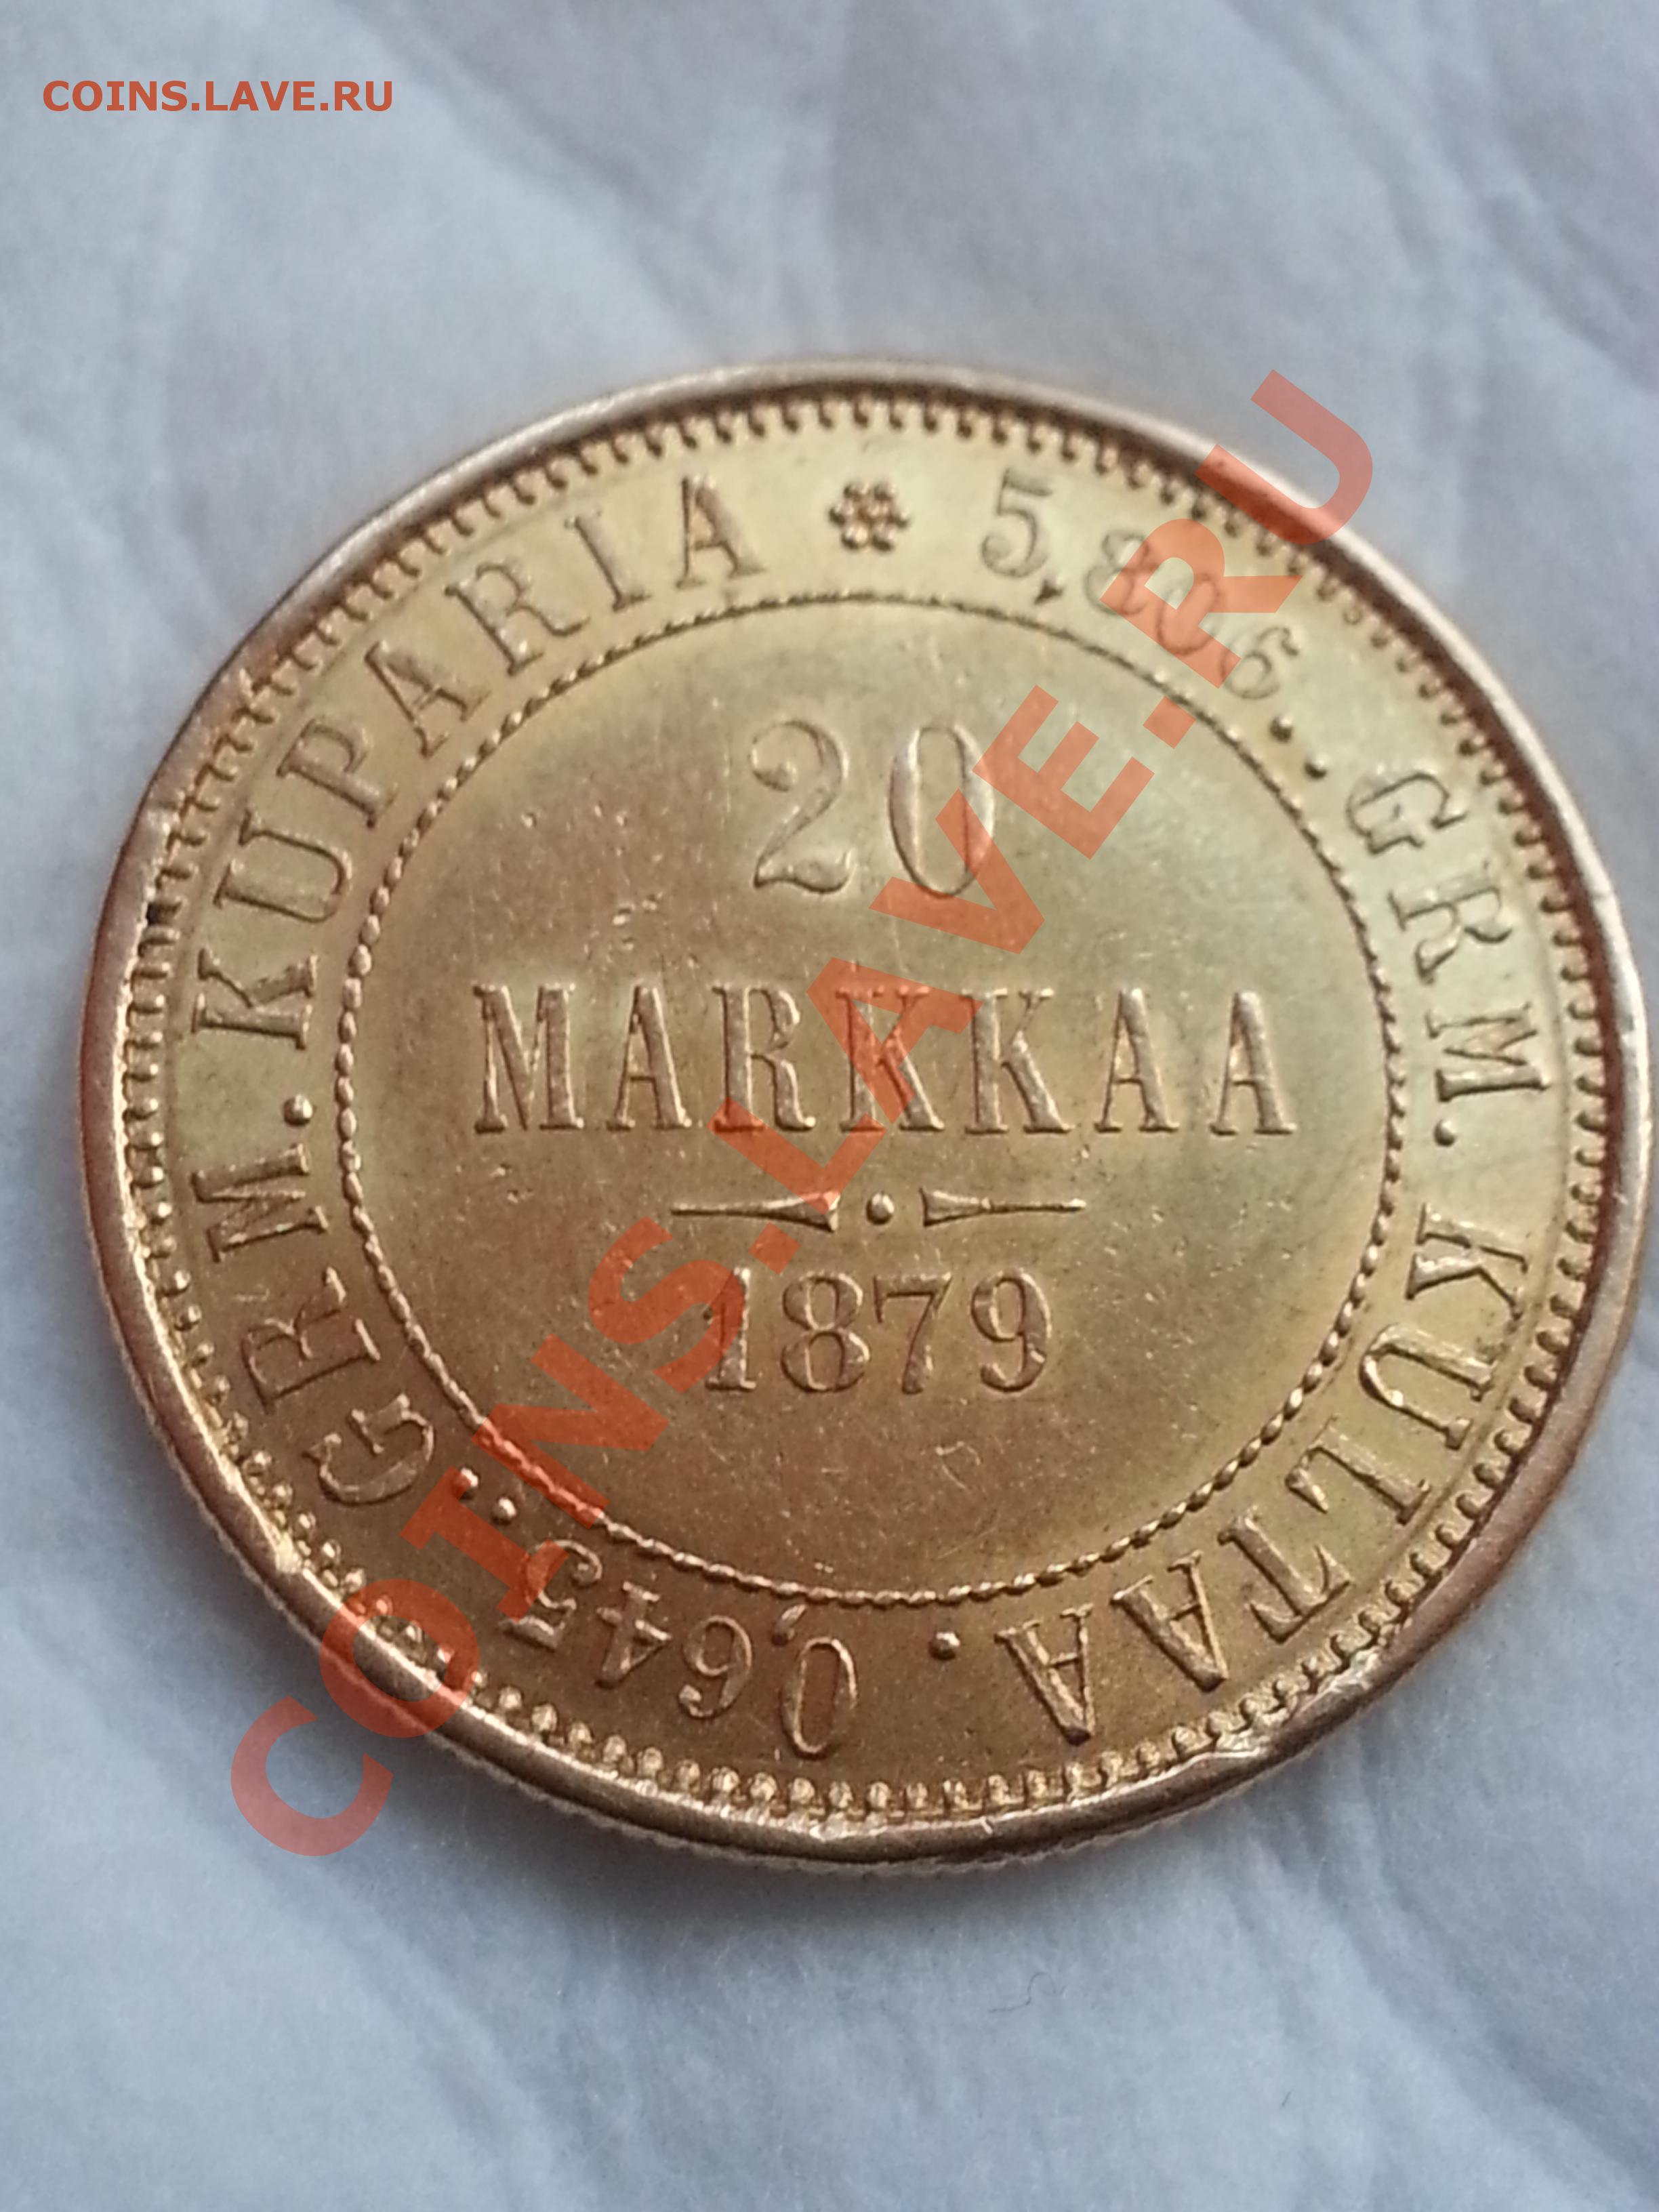 COINS.LAVE.RU
5,806.. GRM. KULTAA. 0,645.. GRM. KUPARIA
20
MARKKAA
1879
COINS.LAVE.RU